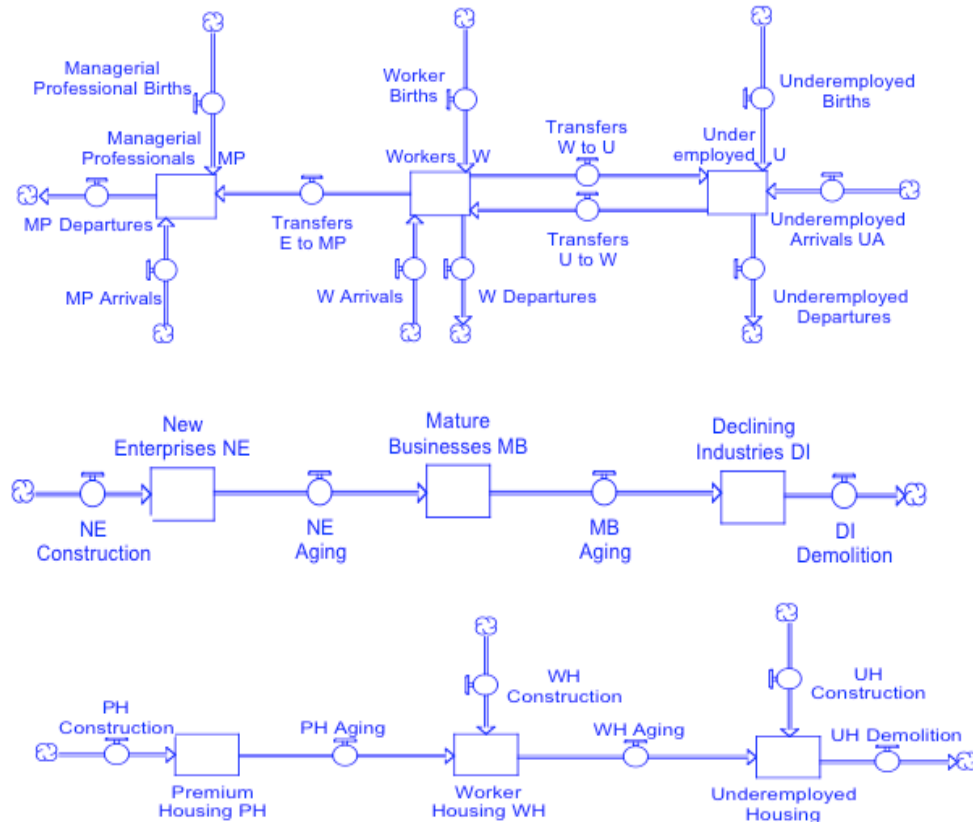 Managerial
Professional Births
Worker
Births
Underemployed
Births
Managerial
Professionals
MP
Workers
W
Transfers
W to U
Under
employed
U
MP Departures
Transfers
E to MP
Transfers
U to W
Underemployed
Arrivals UA
MP Arrivals
W Arrivals
W Departures
Underemployed
Departures
New
Enterprises NE
Mature
Businesses MB
Declining
Industries DI
NE
Construction
NE
Aging
MB
Aging
DI
Demolition
PH
Construction
PH Aging
WH
Construction
WH Aging
UH
Construction
UH Demolition
Premium
Housing PH
Worker
Housing WH
Underemployed
Housing